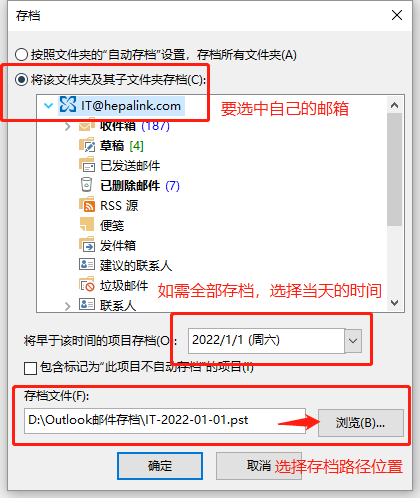 存档
按照文件夹的“自动存档”设置，存档所有文件夹(A)
将该文件夹及其子文件夹存档(C):
IT@hepalink.com
要选中自己的邮箱
收件箱 (187)
草稿 [4]
已发送邮件
已删除邮件 (7)
RSS 源
便笺
发件箱
建议的联系人
垃圾邮件
如需全部存档，选择当天的时间
联系人
将早于该时间的项目存档(O):
2022/1/1 (周六)
包含标记为“此项目不自动存档”的项目(I)
存档文件(F):
D:\Outlook邮件存档\IT-2022-01-01.pst
浏览(B)...
确定
取消
选择存档路径位置